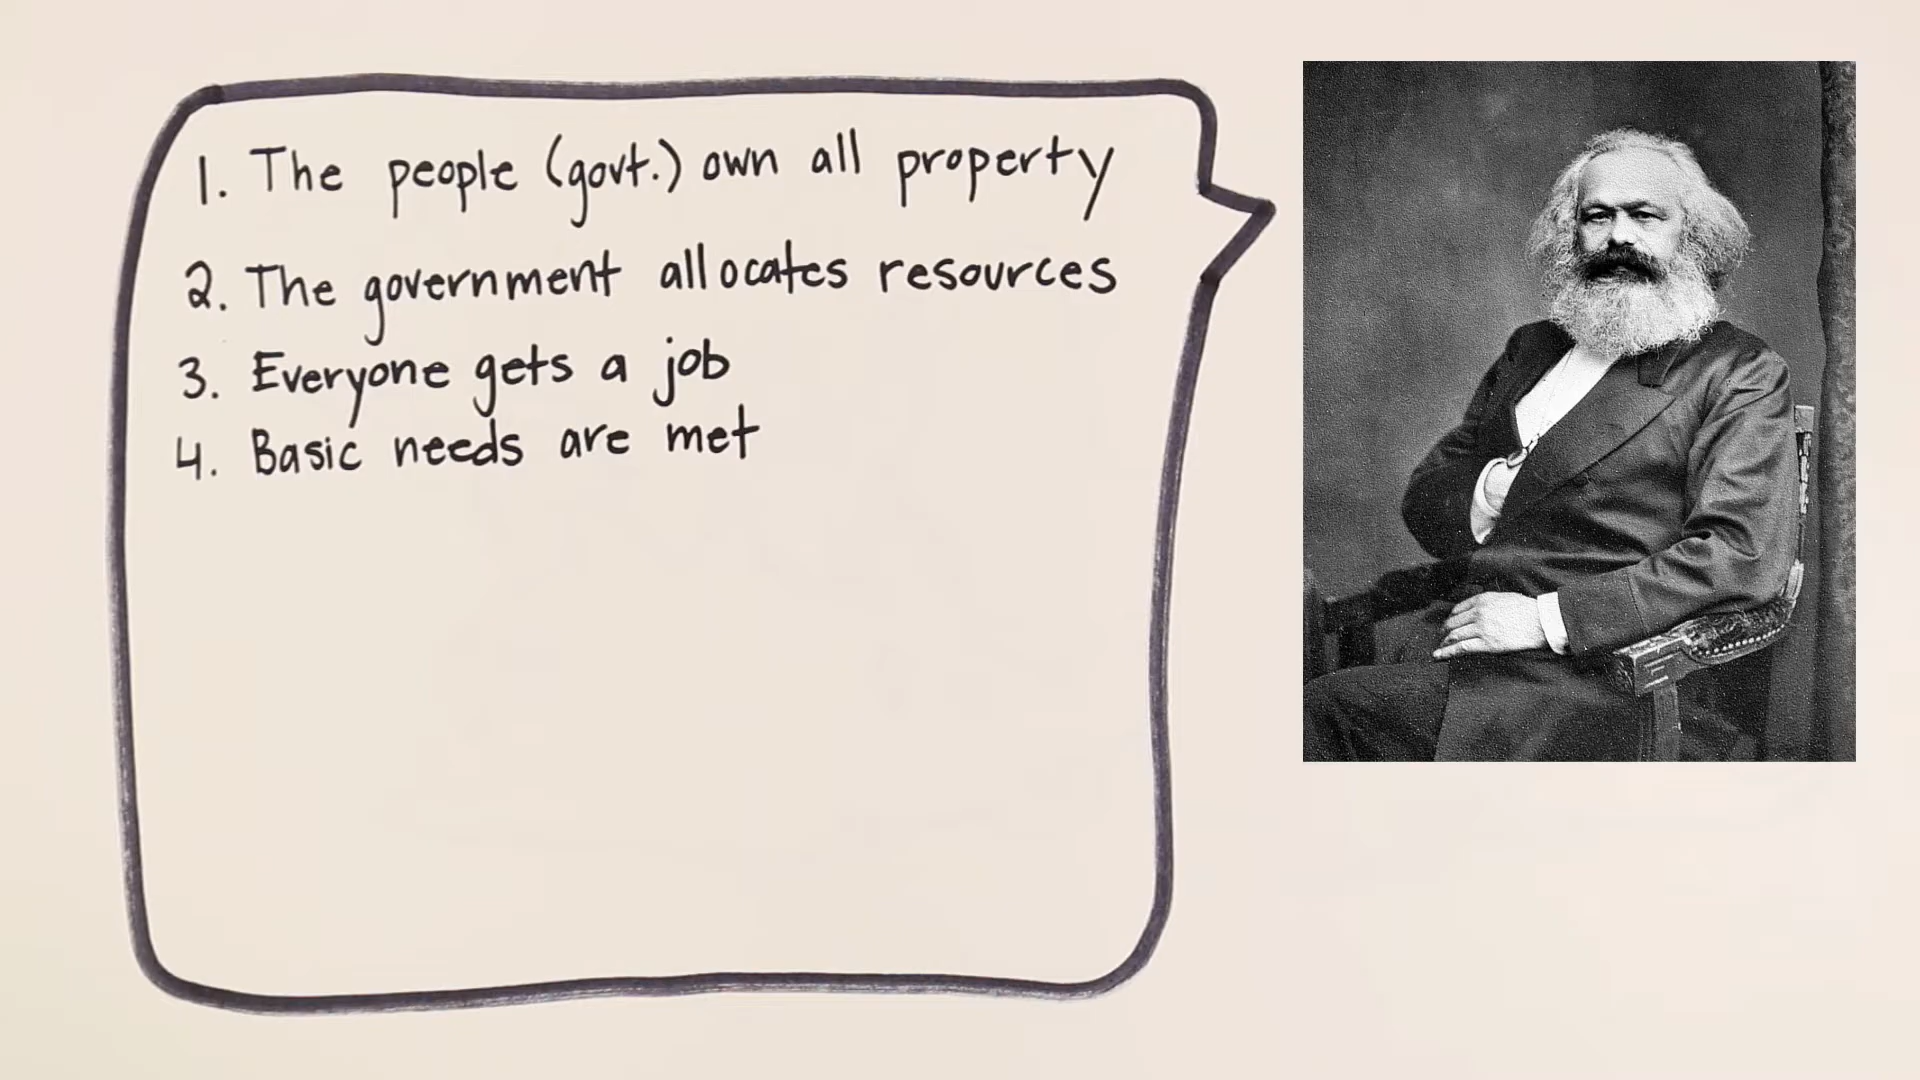 1. The people (govt.) own all property
2. The government allocates resources
3. Everyone gets a job
4. Basic needs are met